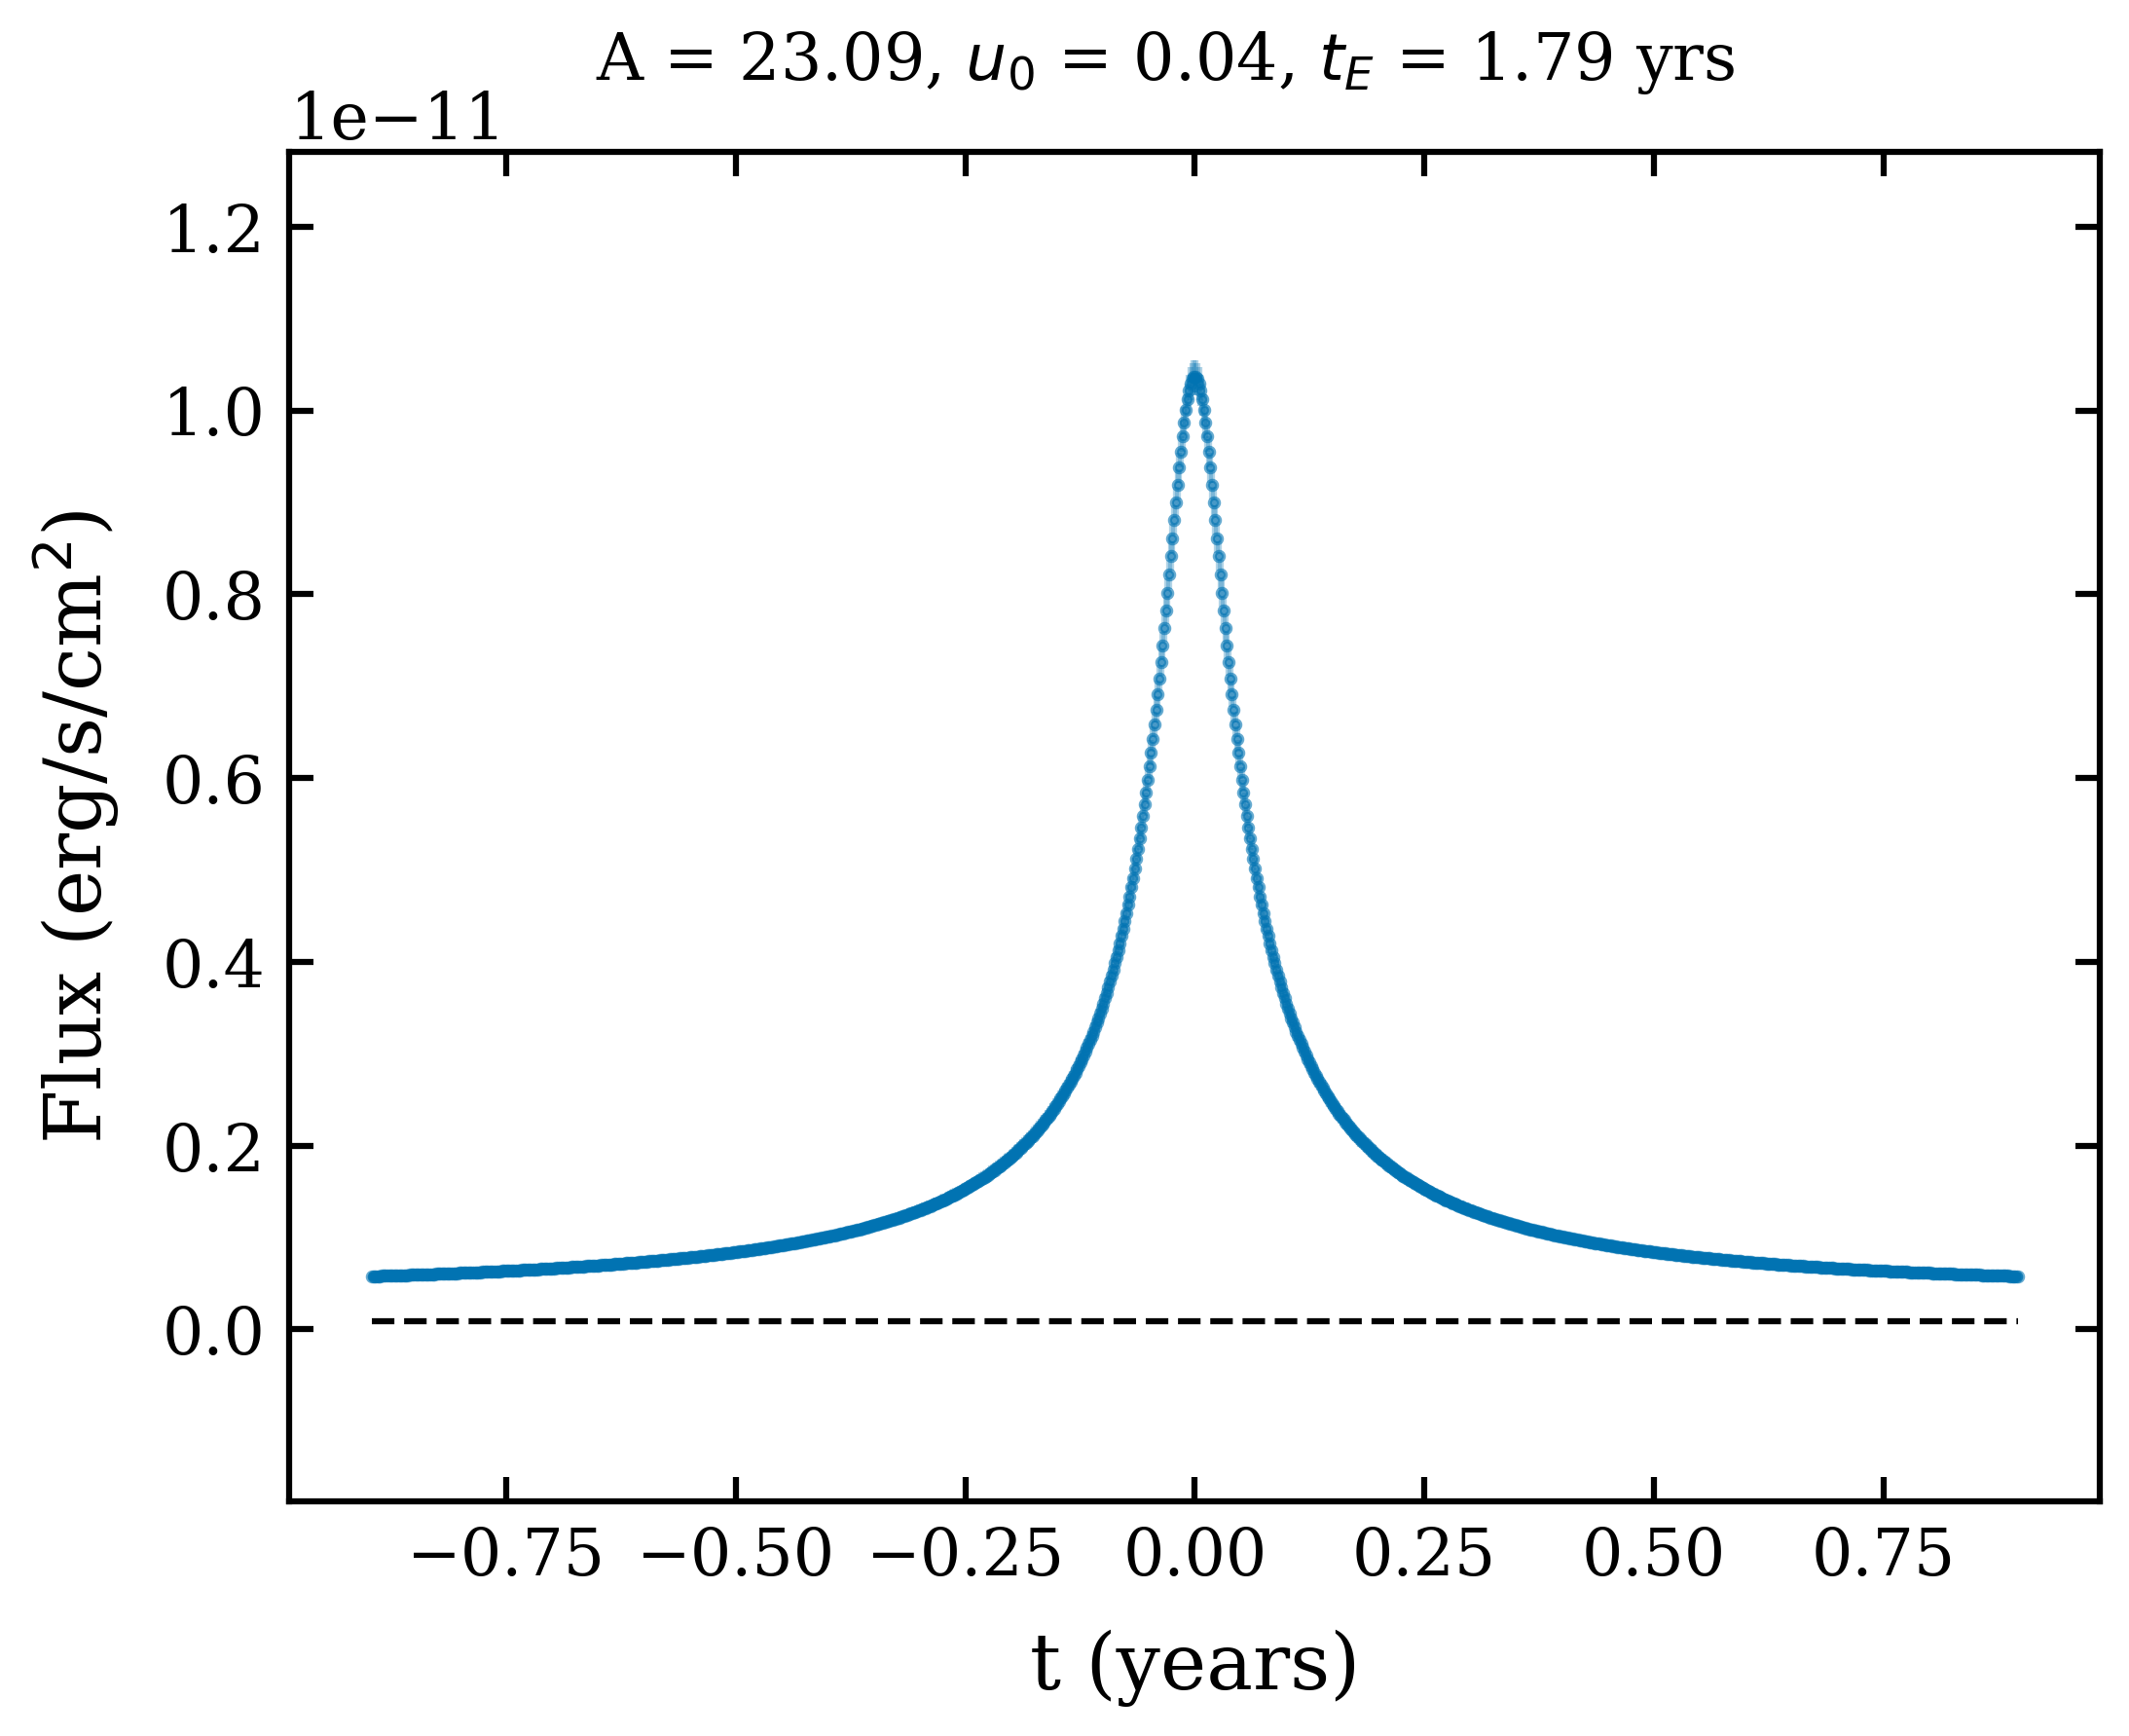 A = 23.09, u₀ = 0.04, t_E = 1.79 yrs
1e−11
1.2
1.0
0.8
0.6
0.4
0.2
0.0
Flux (erg/s/cm²)
−0.75 −0.50 −0.25 0.00 0.25 0.50 0.75
t (years)